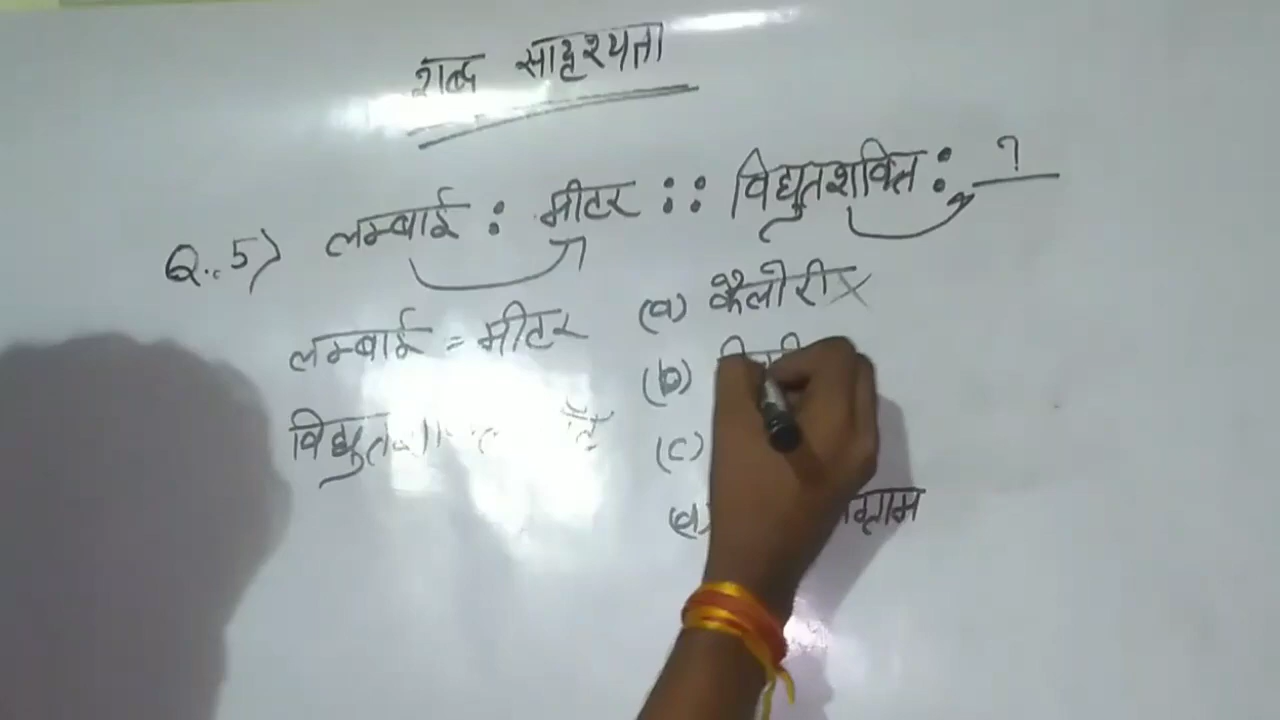 शब्द सादृश्यता
Q.5) लम्बाई : मीटर :: विद्युतशक्ति : ?
लम्बाई = मीटर
विद्युत
(a) कैलोरी ×
(b)
(c)
(d)